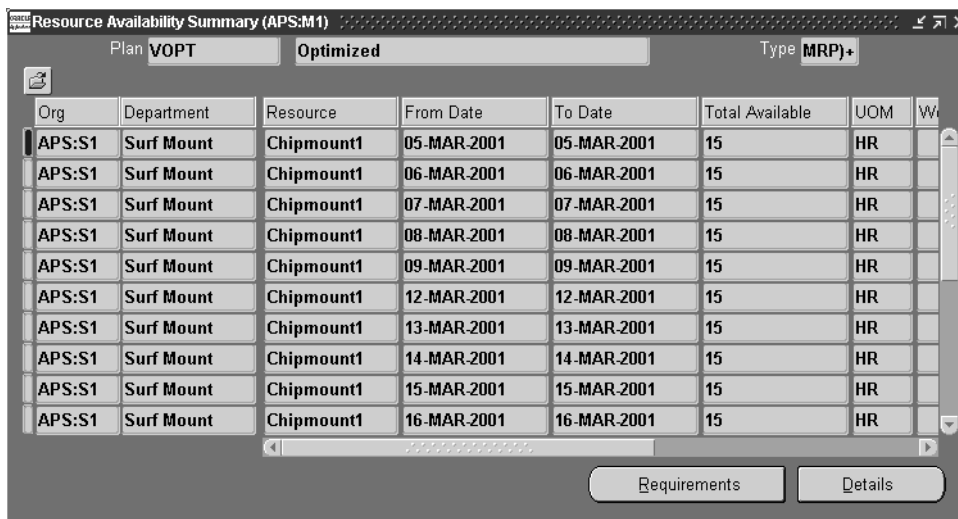 Resource Availability Summary (APS:M1)
Plan VOPT Optimized Type MRP)+
Org Department Resource From Date To Date Total Available UOM
APS:S1 Surf Mount Chipmount1 05-MAR-2001 05-MAR-2001 15 HR
APS:S1 Surf Mount Chipmount1 06-MAR-2001 06-MAR-2001 15 HR
APS:S1 Surf Mount Chipmount1 07-MAR-2001 07-MAR-2001 15 HR
APS:S1 Surf Mount Chipmount1 08-MAR-2001 08-MAR-2001 15 HR
APS:S1 Surf Mount Chipmount1 09-MAR-2001 09-MAR-2001 15 HR
APS:S1 Surf Mount Chipmount1 12-MAR-2001 12-MAR-2001 15 HR
APS:S1 Surf Mount Chipmount1 13-MAR-2001 13-MAR-2001 15 HR
APS:S1 Surf Mount Chipmount1 14-MAR-2001 14-MAR-2001 15 HR
APS:S1 Surf Mount Chipmount1 15-MAR-2001 15-MAR-2001 15 HR
APS:S1 Surf Mount Chipmount1 16-MAR-2001 16-MAR-2001 15 HR
Requirements Details